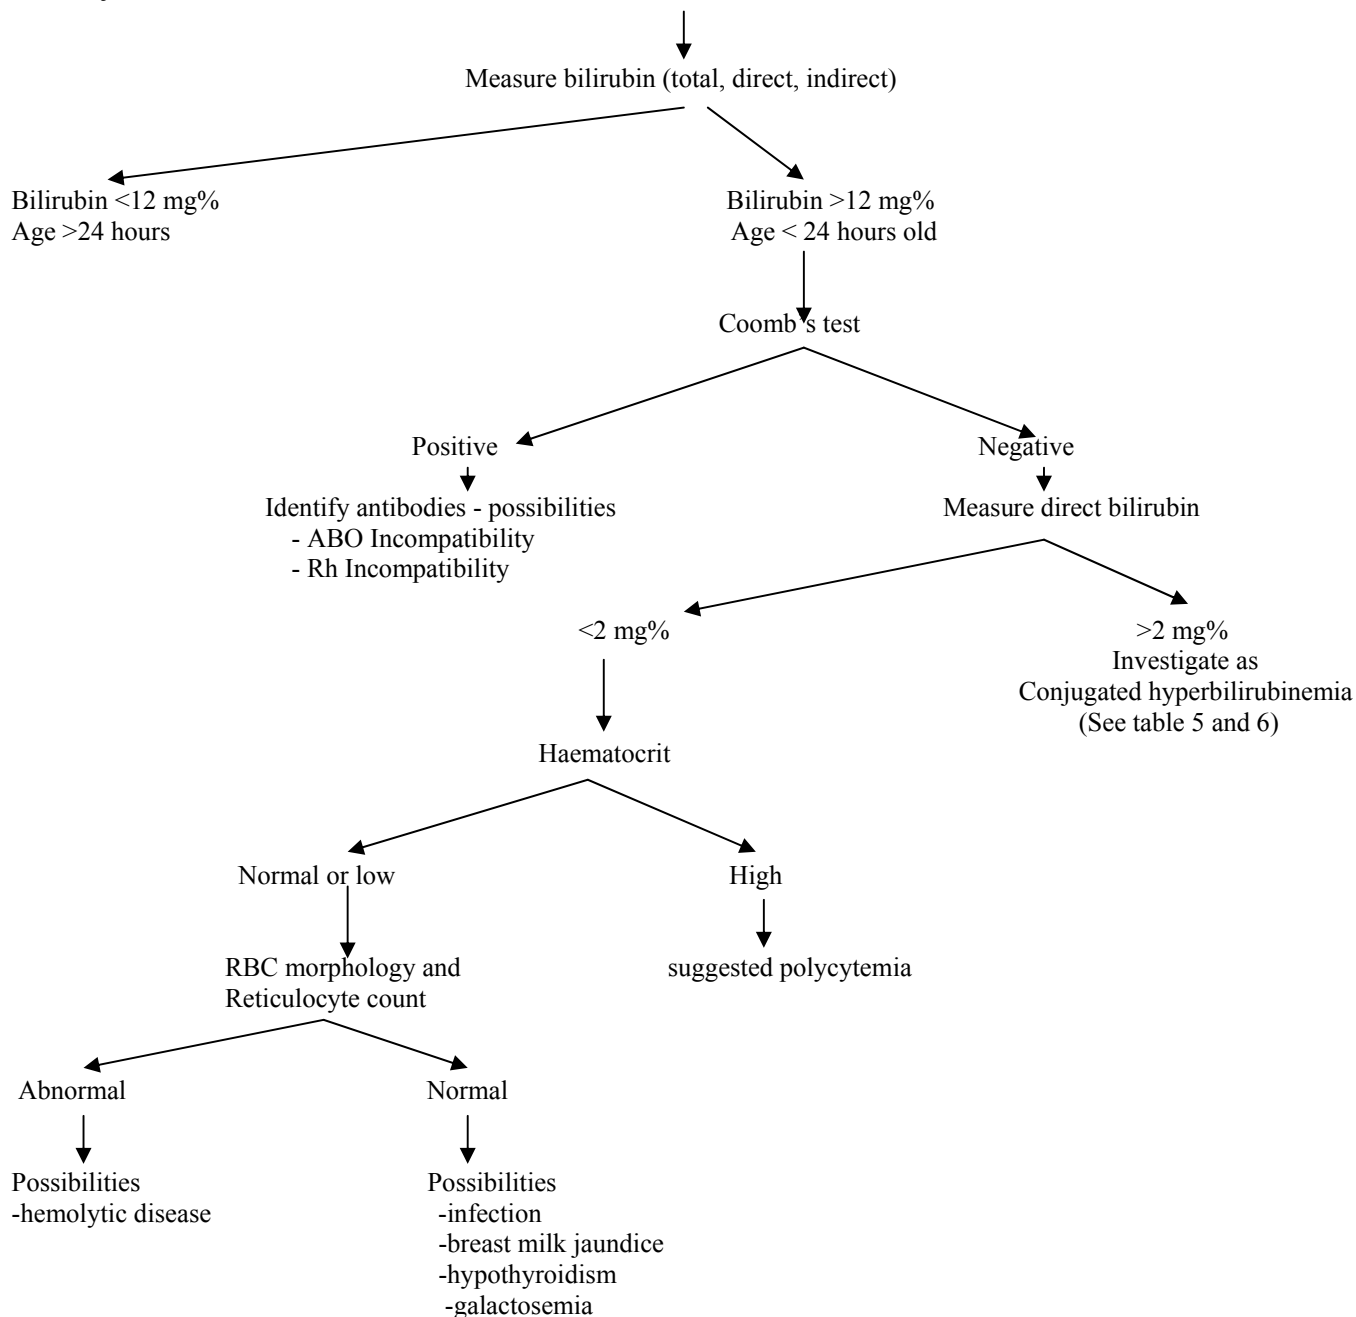 Measure bilirubin (total, direct, indirect)
Bilirubin <12 mg%
Age >24 hours
Bilirubin >12 mg%
Age < 24 hours old
Coomb´s test
Positive
Negative
Identify antibodies - possibilities
- ABO Incompatibility
- Rh Incompatibility
Measure direct bilirubin
<2 mg%
>2 mg%
Investigate as
Conjugated hyperbilirubinemia
(See table 5 and 6)
Haematocrit
Normal or low
High
RBC morphology and
Reticulocyte count
suggested polycytemia
Abnormal
Normal
Possibilities
-hemolytic disease
Possibilities
-infection
-breast milk jaundice
-hypothyroidism
-galactosemia